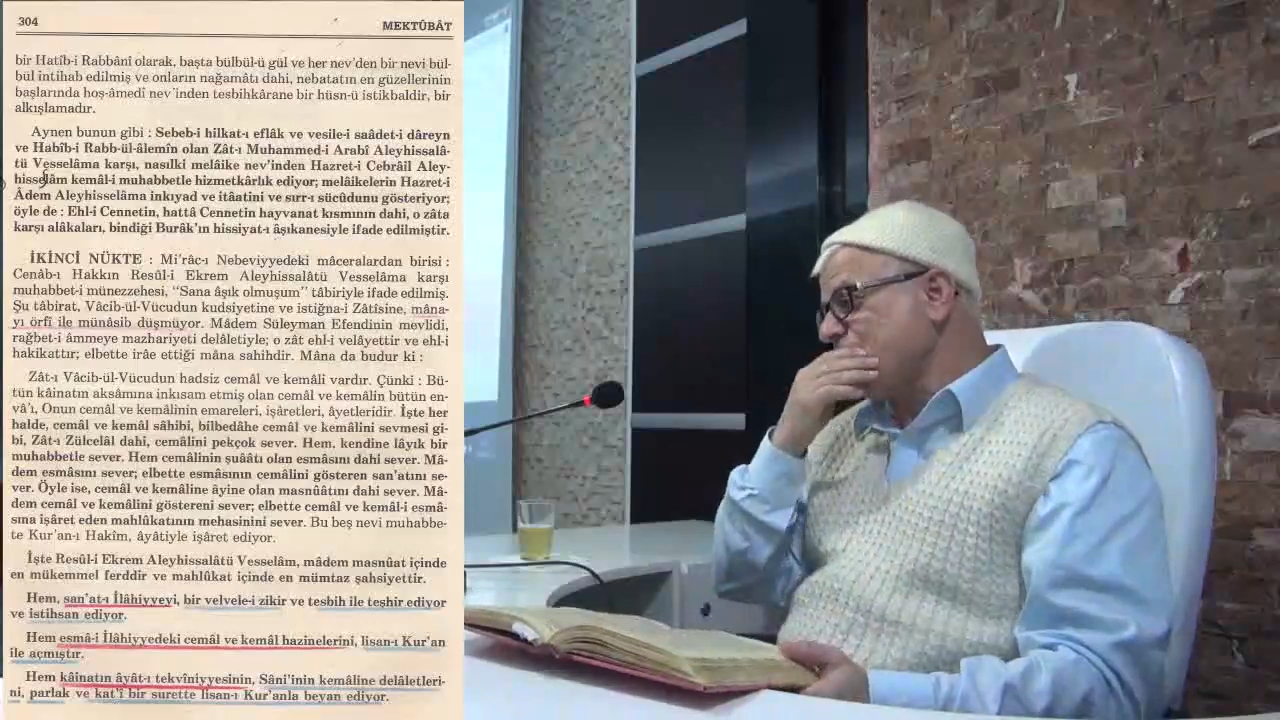 304
MEKTÛBÂT
bir Hatîb-i Rabbânî olarak, başta bülbül-ü gül ve her nev'den bir nevi bül-
bül intihab edilmiş ve onların nağamâtı dahi, nebatatın en güzellerinin
başlarında hoş-âmedî nev'inden tesbihkârane bir hüsn-ü istikbaldir, bir
alkışlamadır.
Aynen bunun gibi : Sebeb-i hilkat-ı eflâk ve vesile-i saâdet-i dâreyn
ve Habîb-i Rabb-ül-âlemîn olan Zât-ı Muhammed-i Arabî Aleyhissalâ-
tü Vesselâma karşı, nasılki melâike nev'inden Hazret-i Cebrâil Aley-
hisselâm kemâl-i muhabbetle hizmetkârlık ediyor; melâikelerin Hazret-i
Âdem Aleyhisselâma inkıyad ve itâatini ve sırr-ı sücûdunu gösteriyor;
öyle de : Ehl-i Cennetin, hattâ Cennetin hayvanat kısmının dahi, o zâta
karşı alâkaları, bindiği Burâk'ın hissiyat-ı âşıkanesiyle ifade edilmiştir.
İKİNCİ NÜKTE : Mi'râc-ı Nebeviyyedeki mâceralardan birisi :
Cenâb-ı Hakkın Resûl-i Ekrem Aleyhissalâtü Vesselâma karşı
muhabbet-i münezzehesi, "Sana âşık olmuşum" tâbiriyle ifade edilmiş.
Şu tâbirat, Vâcib-ül-Vücudun kudsiyetine ve istiğna-i Zâtîsine, mâna-
yı örfî ile münâsib düşmüyor. Mâdem Süleyman Efendinin mevlidi,
rağbet-i âmmeye mazhariyeti delâletiyle; o zât ehl-i velâyettir ve ehl-i
hakikattır; elbette irâe ettiği mâna sahihdir. Mâna da budur ki :
Zât-ı Vâcib-ül-Vücudun hadsiz cemâl ve kemâli vardır. Çünki : Bü-
tün kâinatın aksâmına inkısam etmiş olan cemâl ve kemâlin bütün en-
vâ'ı, Onun cemâl ve kemâlinin emareleri, işâretleri, âyetleridir. İşte her
halde, cemâl ve kemâl sâhibi, bilbedâhe cemâl ve kemâlini sevmesi gi-
bi, Zât-ı Zülcelâl dahi, cemâlini pekçok sever. Hem, kendine lâyık bir
muhabbetle sever. Hem cemâlinin şuââtı olan esmâsını dahi sever. Mâ-
dem esmâsını sever; elbette esmâsının cemâlini gösteren san'atını se-
ver. Öyle ise, cemâl ve kemâline âyine olan masnûâtını dahi sever. Mâ-
dem cemâl ve kemâlini göstereni sever; elbette cemâl ve kemâl-i esmâ-
sına işâret eden mahlûkatının mehasinini sever. Bu beş nevi muhabbe-
te Kur'an-ı Hakîm, âyâtiyle işâret ediyor.
İşte Resûl-i Ekrem Aleyhissalâtü Vesselâm, mâdem masnûat içinde
en mükemmel ferddir ve mahlûkat içinde en mümtaz şahsiyettir.
Hem, san'at-ı İlâhiyyeyi, bir velvele-i zikir ve tesbih ile teşhir ediyor
ve istihsan ediyor.
Hem esmâ-i İlâhiyyedeki cemâl ve kemâl hazinelerini, lisan-ı Kur'an
ile açmıştır.
Hem kâinatın âyât-ı tekvîniyyesinin, Sâni'inin kemâline delâletleri-
ni, parlak ve kat'î bir surette lisan-ı Kur'anla beyan ediyor.